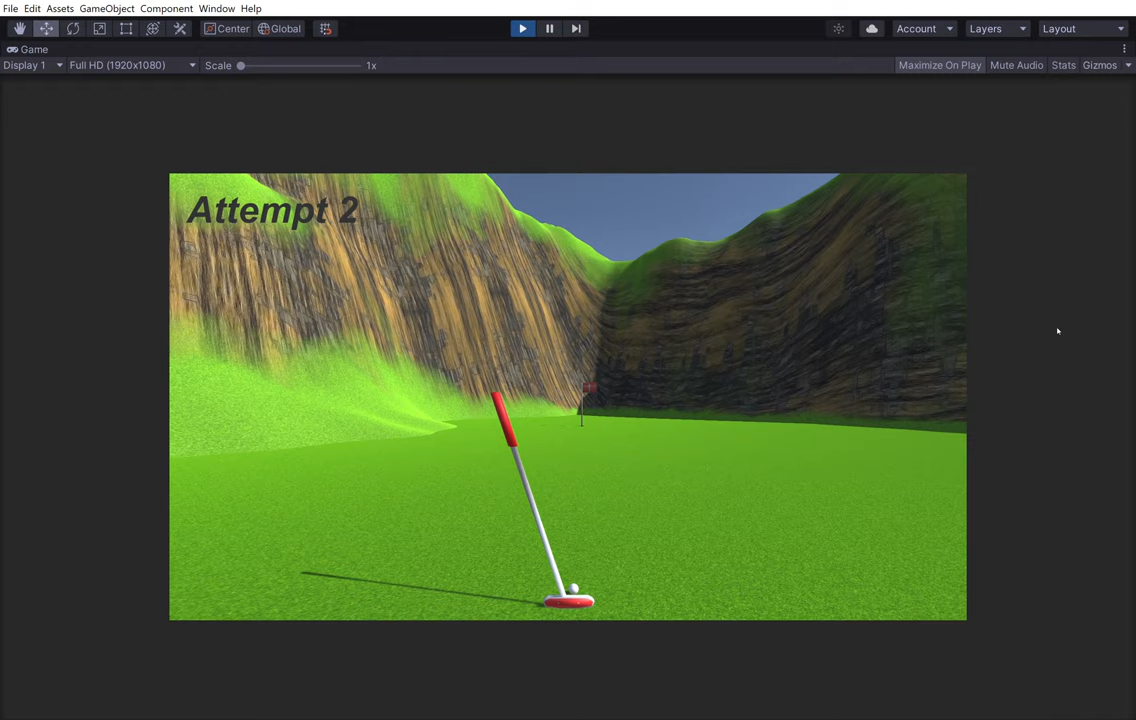 File Edit Assets GameObject Component Window Help
Center Global Account Layers Layout
Game
Display 1 Full HD (1920x1080) Scale 1x Maximize On Play Mute Audio Stats Gizmos
Attempt 2